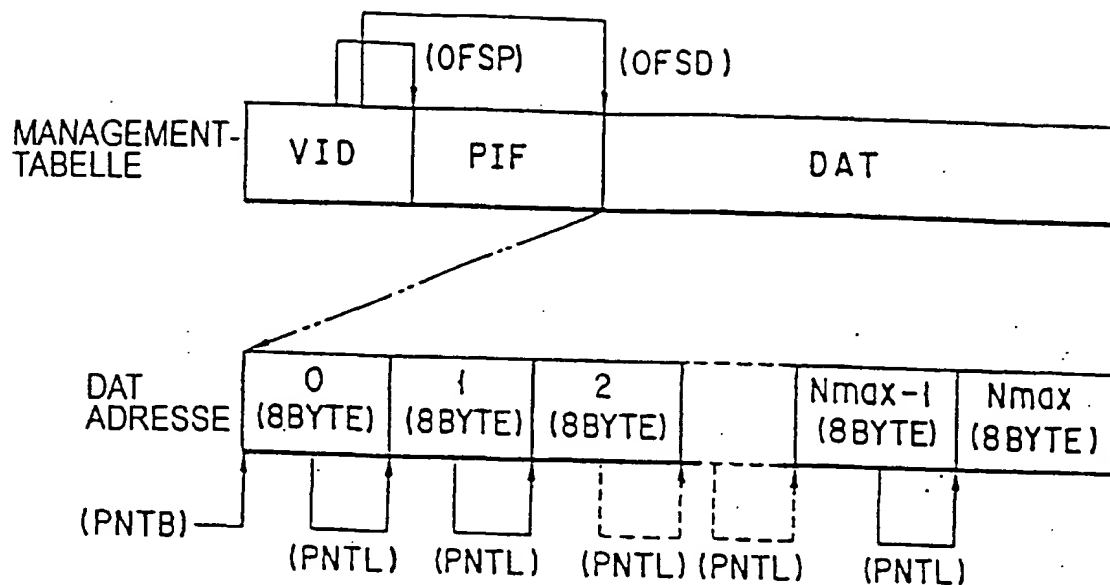 (OFSP) (OFSD)
MANAGEMENT-
TABELLE
VID PIF DAT
DAT
ADRESSE
0 1 2 Nmax-1 Nmax
(8BYTE) (8BYTE) (8BYTE) (8BYTE) (8BYTE)
(PNTB)
(PNTL) (PNTL) (PNTL) (PNTL) (PNTL)